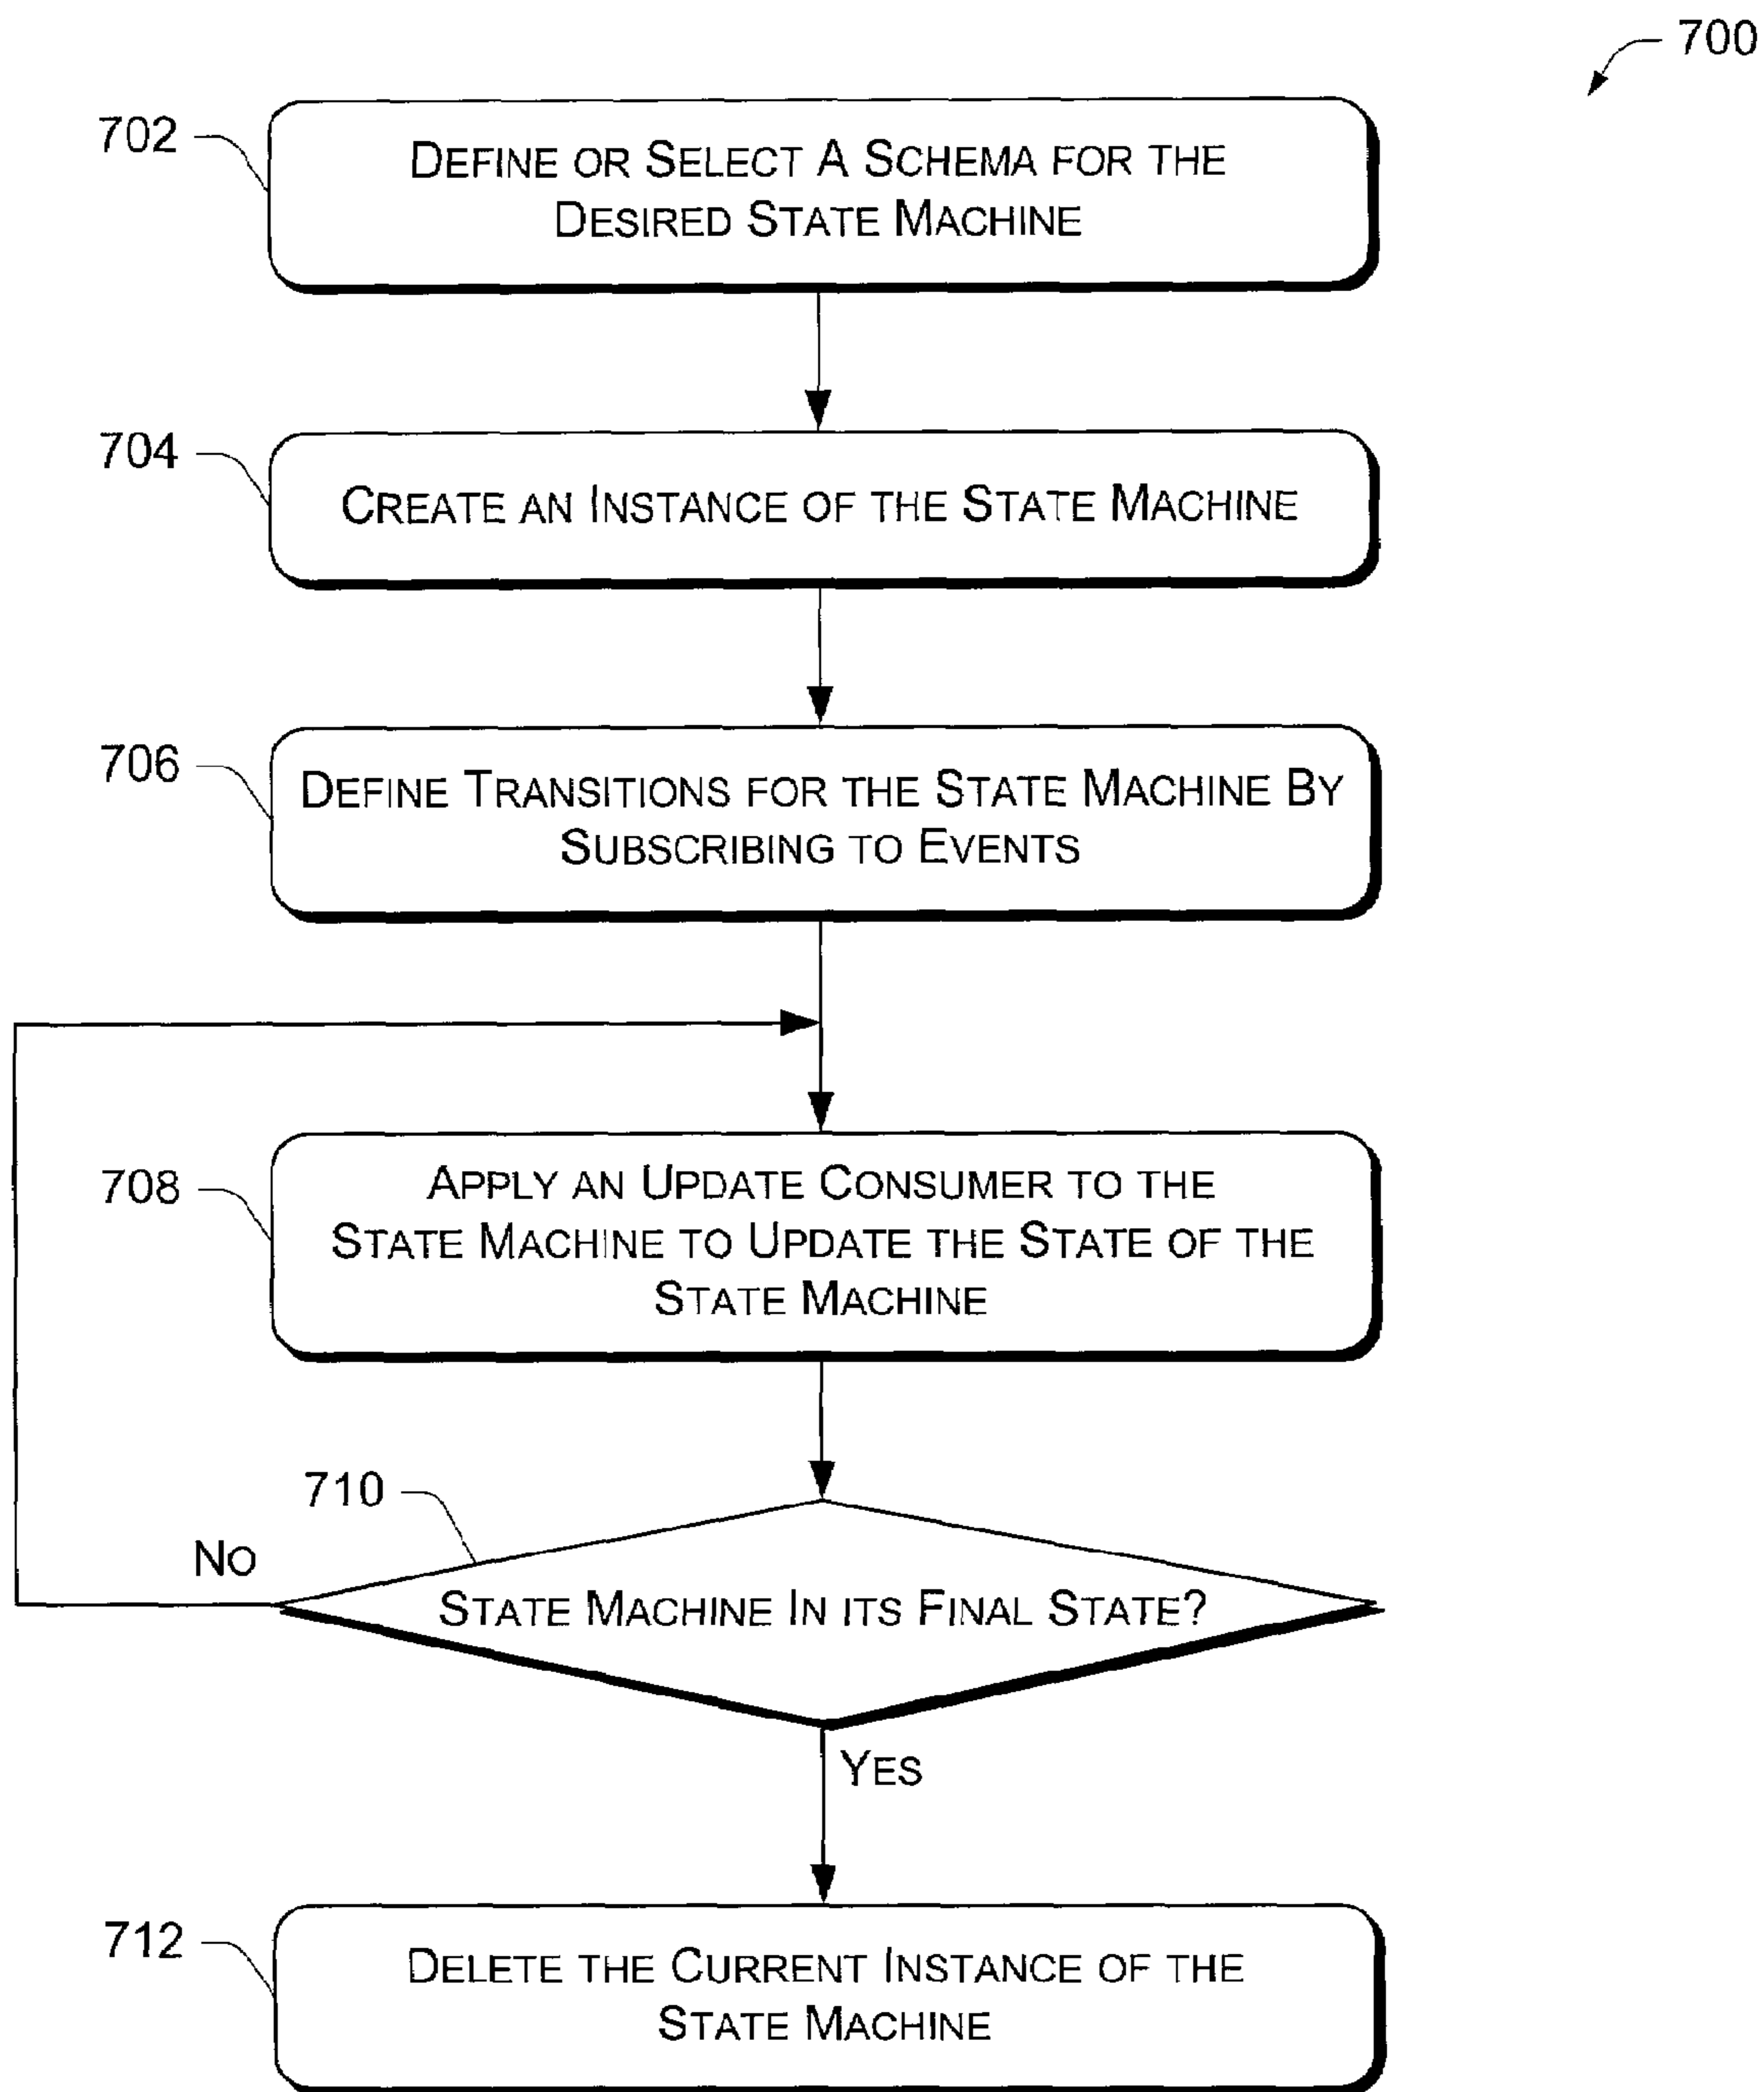 700
702
DEFINE OR SELECT A SCHEMA FOR THE
DESIRED STATE MACHINE
704
CREATE AN INSTANCE OF THE STATE MACHINE
706
DEFINE TRANSITIONS FOR THE STATE MACHINE BY
SUBSCRIBING TO EVENTS
708
APPLY AN UPDATE CONSUMER TO THE
STATE MACHINE TO UPDATE THE STATE OF THE
STATE MACHINE
710
NO
STATE MACHINE IN ITS FINAL STATE?
YES
712
DELETE THE CURRENT INSTANCE OF THE
STATE MACHINE